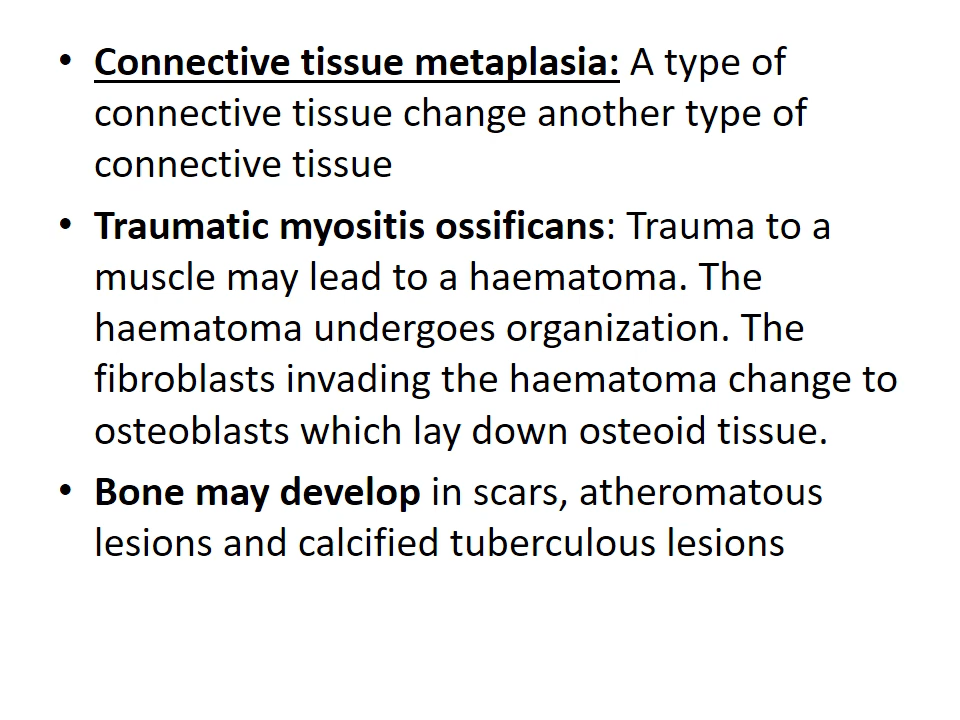 • Connective tissue metaplasia: A type of
connective tissue change another type of
connective tissue
• Traumatic myositis ossificans: Trauma to a
muscle may lead to a haematoma. The
haematoma undergoes organization. The
fibroblasts invading the haematoma change to
osteoblasts which lay down osteoid tissue.
• Bone may develop in scars, atheromatous
lesions and calcified tuberculous lesions